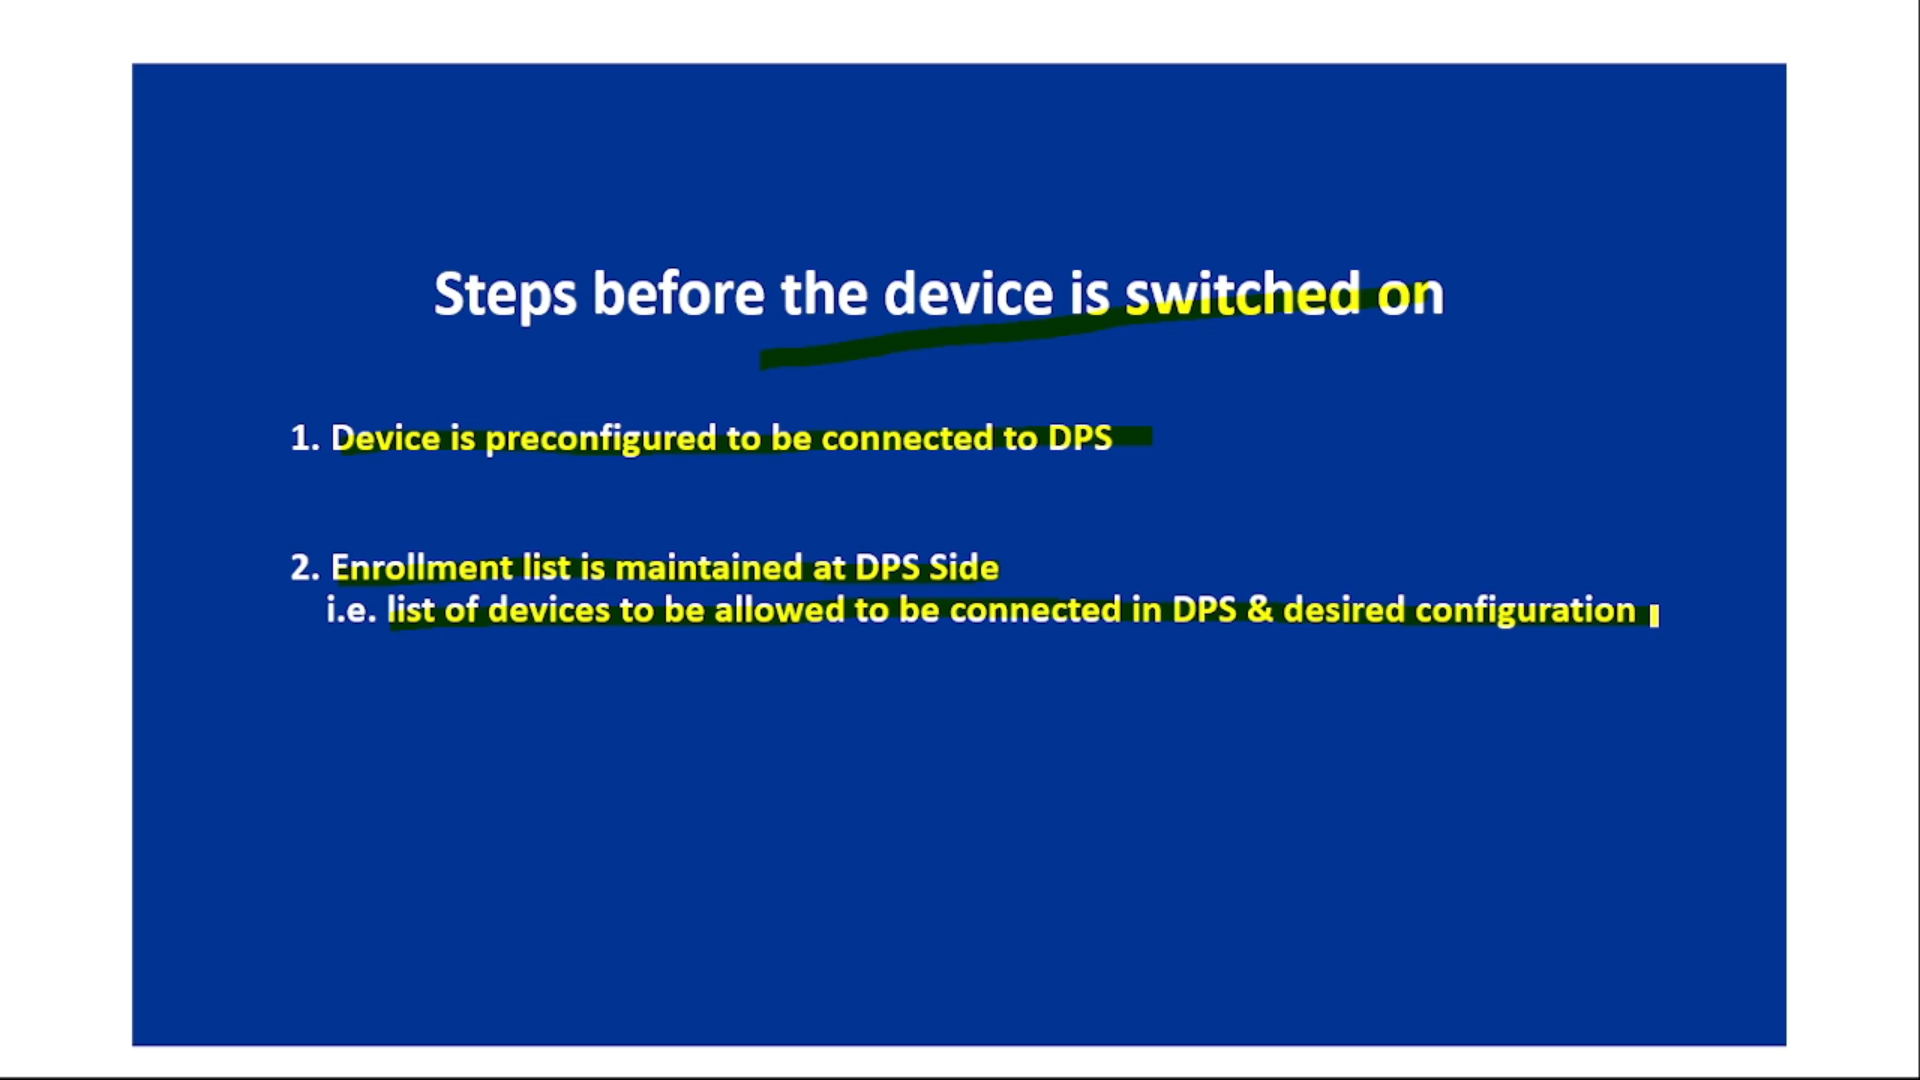 Steps before the device is switched on
1. Device is preconfigured to be connected to DPS
2. Enrollment list is maintained at DPS Side
i.e. list of devices to be allowed to be connected in DPS & desired configuration